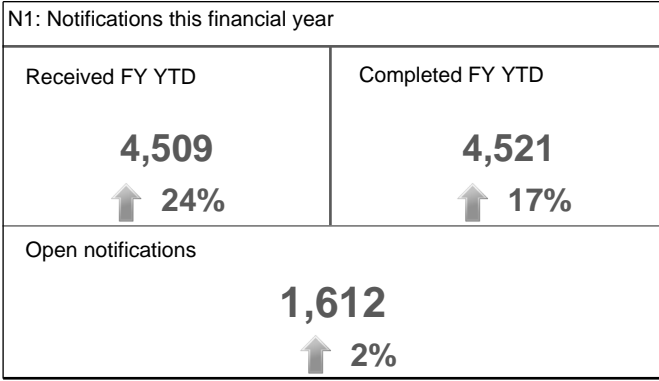 N1: Notifications this financial year
Received FY YTD
4,509
24%
Completed FY YTD
4,521
17%
Open notifications
1,612
2%